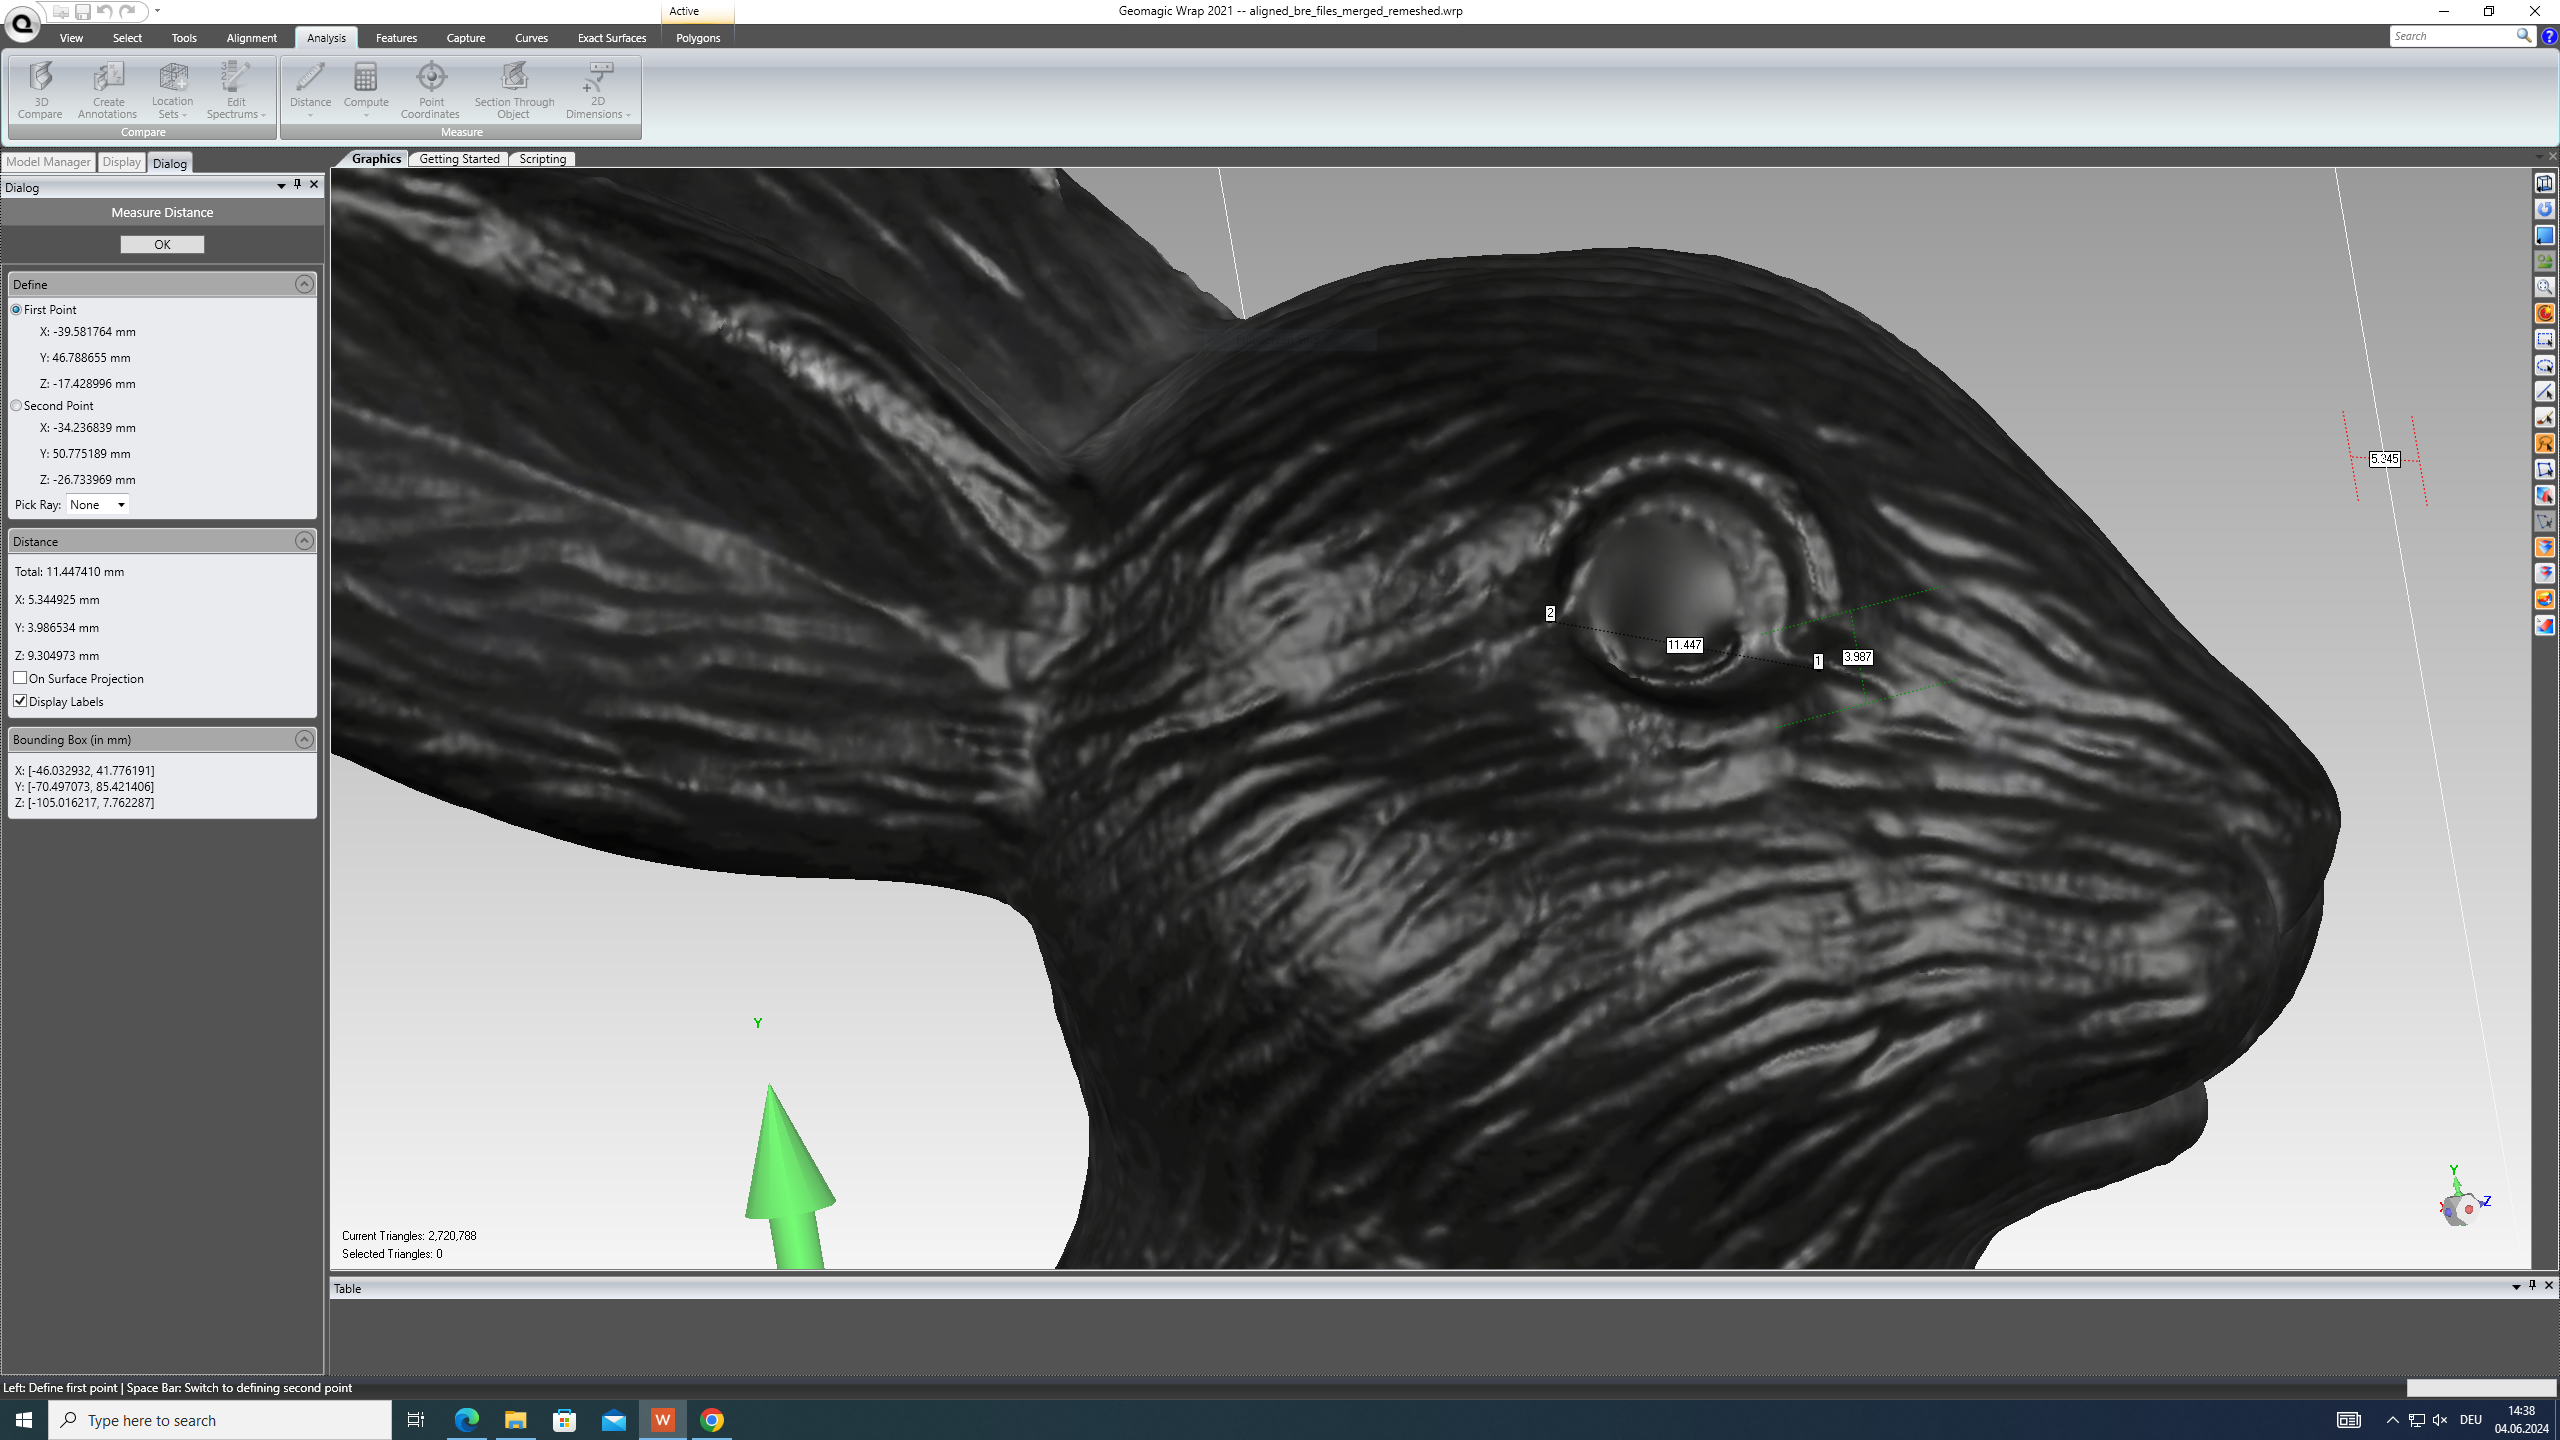 Active
Geomagic Wrap 2021 -- aligned_bre_files_merged_remeshed.wrp
View Select Tools Alignment Analysis Features Capture Curves Exact Surfaces Polygons
Search
3D Compare
Create Annotations
Location Sets
Edit Spectrums
Distance
Compute
Point Coordinates
Section Through Object
2D Dimensions
Compare
Measure
Model Manager Display Dialog
Graphics Getting Started Scripting
Dialog
Measure Distance
OK
Define
First Point
X: -39.581764 mm
Y: 46.788655 mm
Z: -17.428996 mm
Second Point
X: -34.236839 mm
Y: 50.775189 mm
Z: -26.733969 mm
Pick Ray: None
Distance
Total: 11.447410 mm
X: 5.344925 mm
Y: 3.986534 mm
Z: 9.304973 mm
On Surface Projection
Display Labels
Bounding Box (in mm)
X: [-46.032932, 41.776191]
Y: [-70.497073, 85.421406]
Z: [-105.016217, 7.762287]
5.345
2
11.447
1
3.987
Y
Y
X
Z
Current Triangles: 2,720,788
Selected Triangles: 0
Table
Left: Define first point | Space Bar: Switch to defining second point
Type here to search
W
DEU
14:38
04.06.2024